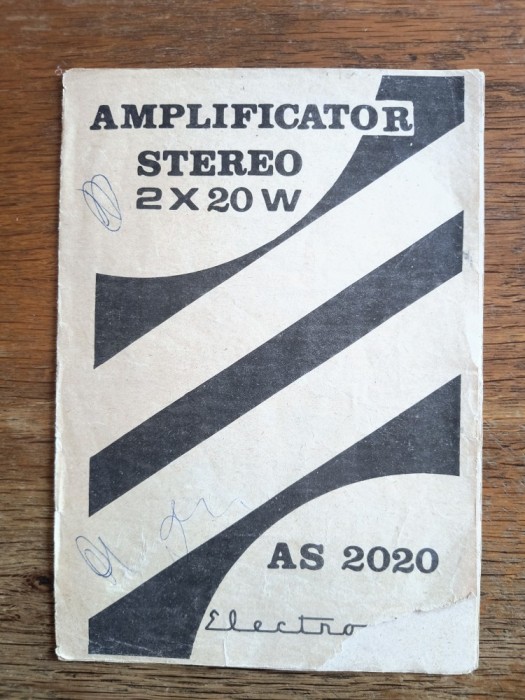 AMPLIFICATOR
STEREO
2 X 20 W
AS 2020
Electro